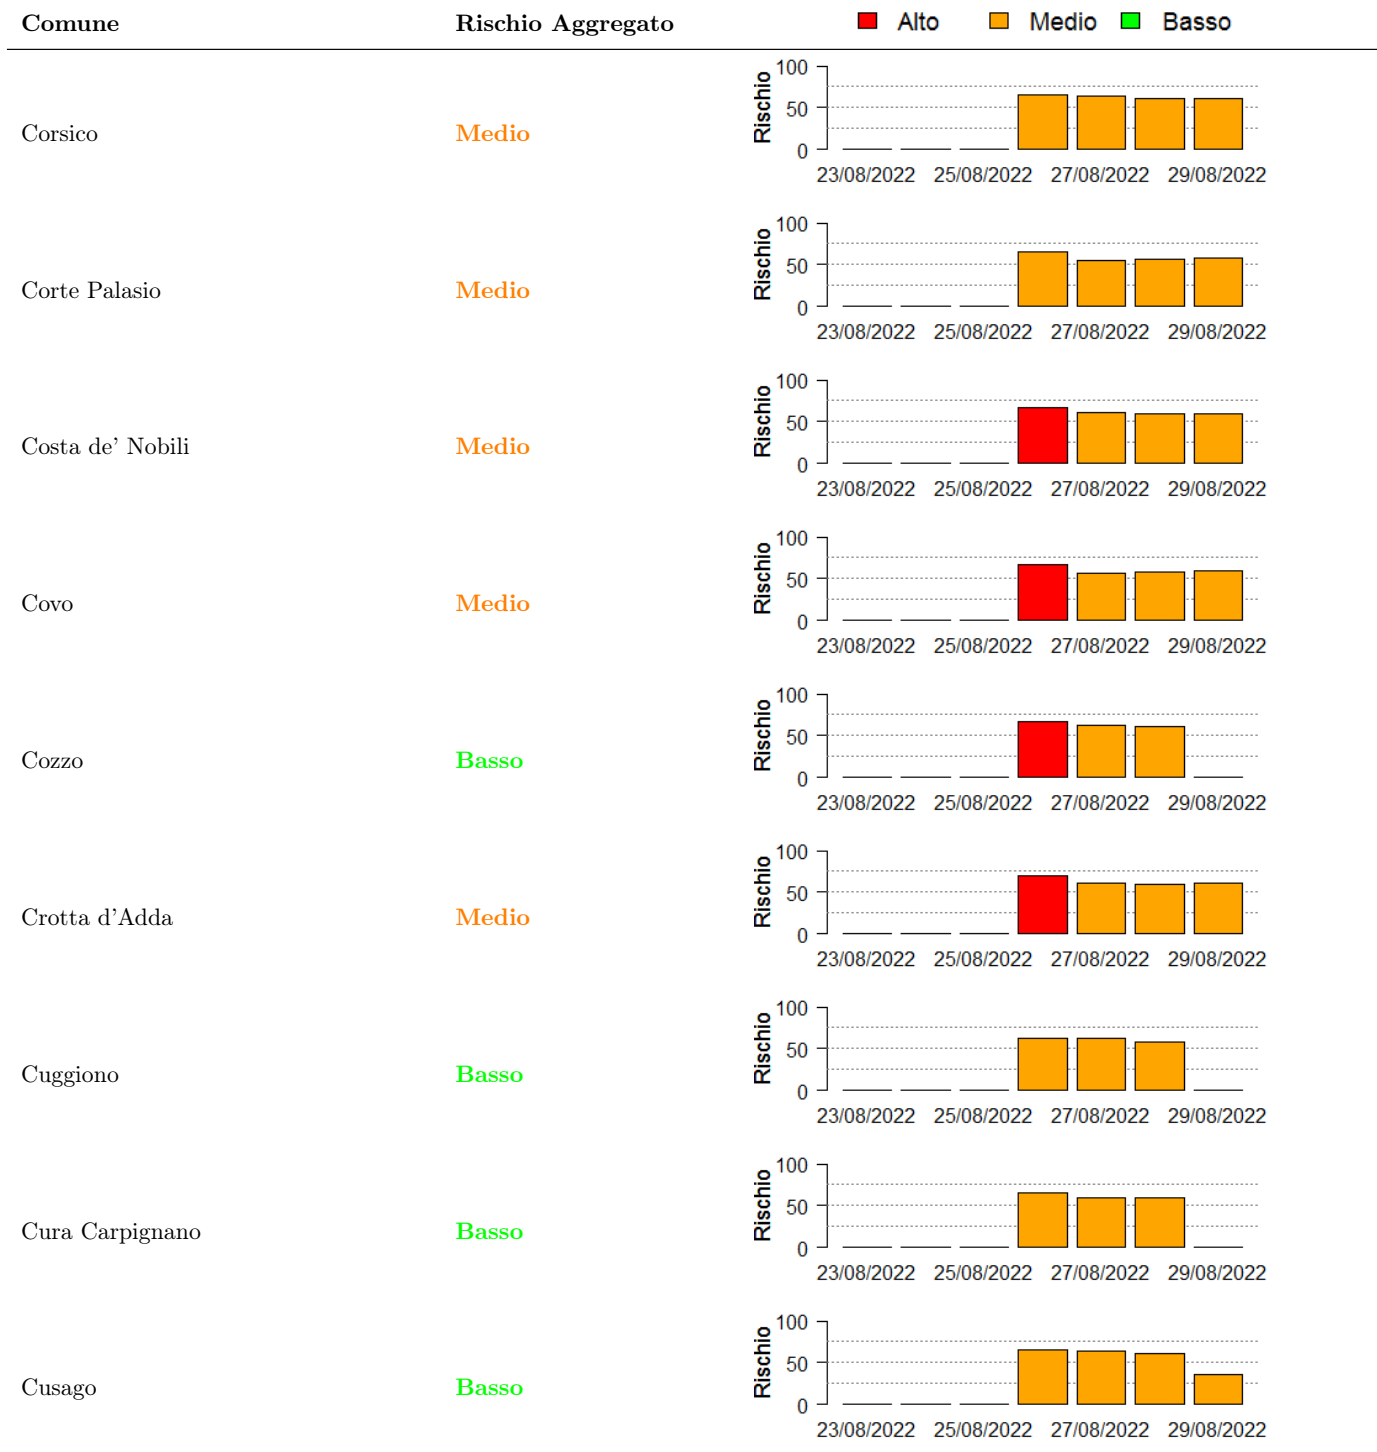 Comune Rischio Aggregato Alto Medio Basso
100
50
0
Rischio
Corsico Medio
23/08/2022 25/08/2022 27/08/2022 29/08/2022
100
50
0
Rischio
Corte Palasio Medio
23/08/2022 25/08/2022 27/08/2022 29/08/2022
100
50
0
Rischio
Costa de' Nobili Medio
23/08/2022 25/08/2022 27/08/2022 29/08/2022
100
50
0
Rischio
Covo Medio
23/08/2022 25/08/2022 27/08/2022 29/08/2022
100
50
0
Rischio
Cozzo Basso
23/08/2022 25/08/2022 27/08/2022 29/08/2022
100
50
0
Rischio
Crotta d'Adda Medio
23/08/2022 25/08/2022 27/08/2022 29/08/2022
100
50
0
Rischio
Cuggiono Basso
23/08/2022 25/08/2022 27/08/2022 29/08/2022
100
50
0
Rischio
Cura Carpignano Basso
23/08/2022 25/08/2022 27/08/2022 29/08/2022
100
50
0
Rischio
Cusago Basso
23/08/2022 25/08/2022 27/08/2022 29/08/2022